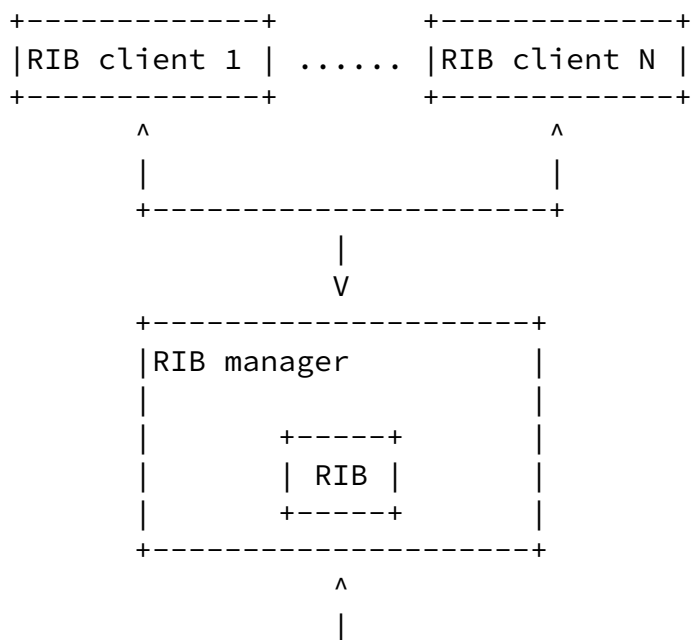 RIB client 1 ...... RIB client N
RIB manager
RIB